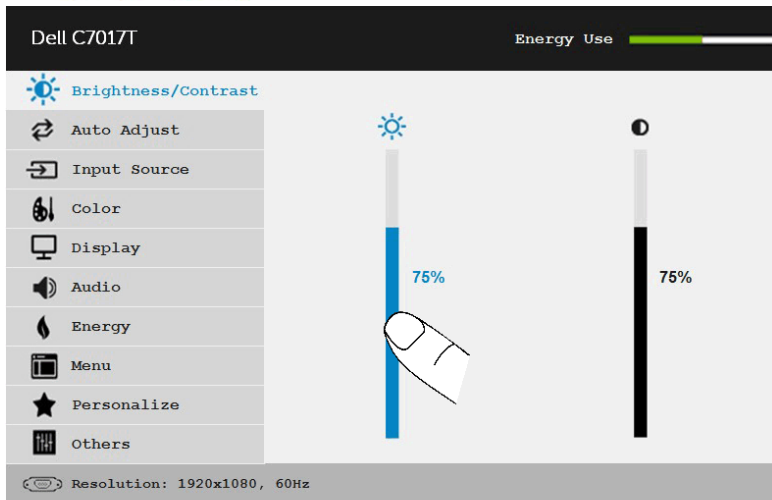 Dell C7017T
Energy Use
Brightness/Contrast
Auto Adjust
Input Source
Color
Display
Audio
Energy
Menu
Personalize
Others
75%
75%
Resolution: 1920x1080, 60Hz